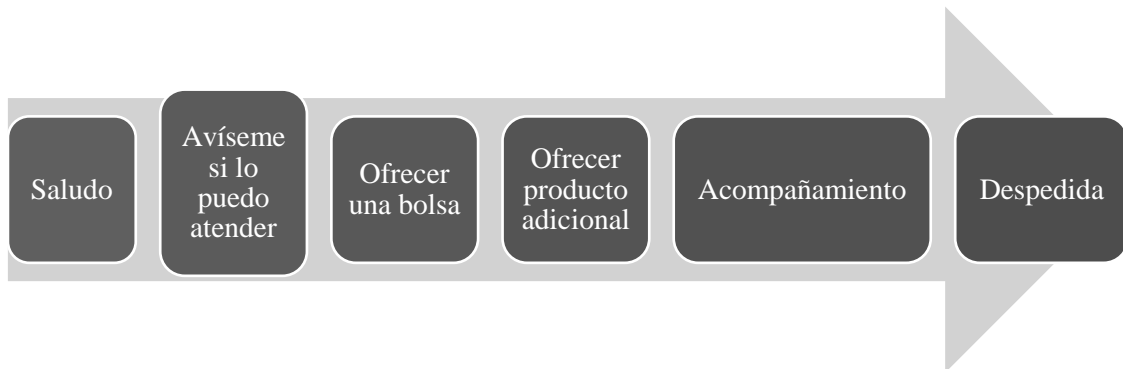 Saludo
Avíseme
si lo
puedo
atender
Ofrecer
una bolsa
Ofrecer
producto
adicional
Acompañamiento
Despedida